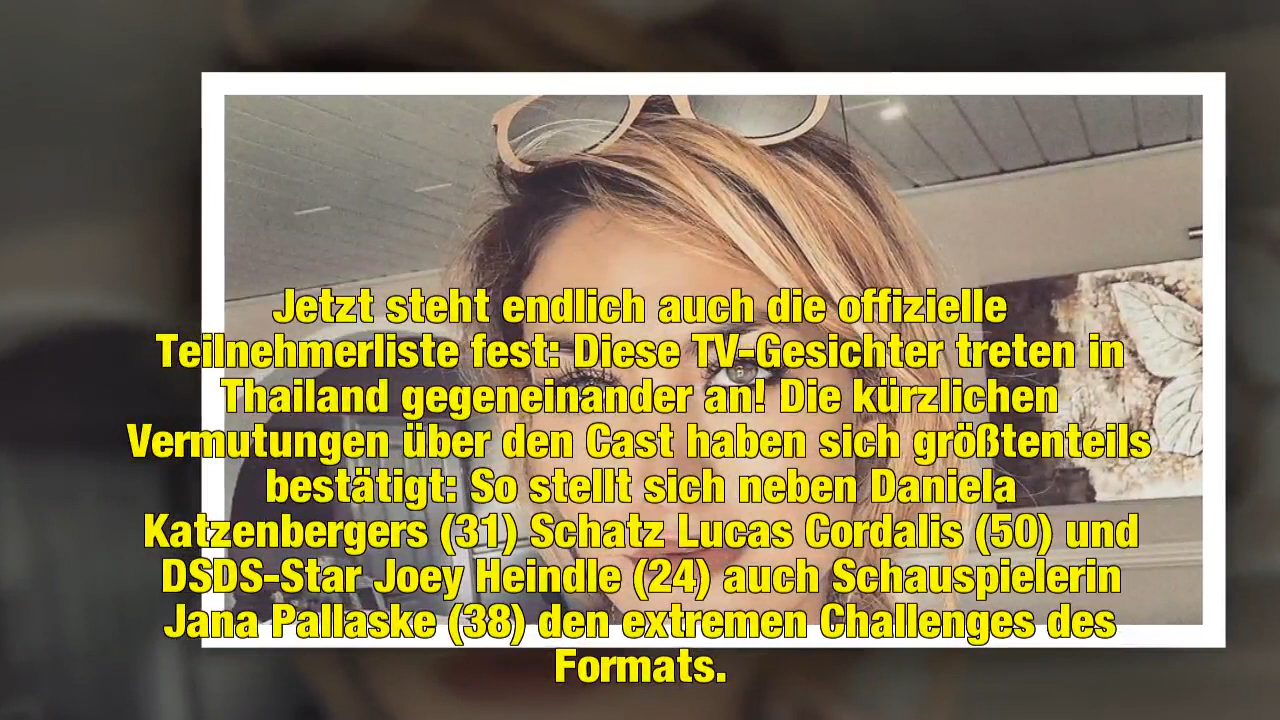 Jetzt steht endlich auch die offizielle
Teilnehmerliste fest: Diese TV-Gesichter treten in
Thailand gegeneinander an! Die kürzlichen
Vermutungen über den Cast haben sich größtenteils
bestätigt: So stellt sich neben Daniela
Katzenbergers (31) Schatz Lucas Cordalis (50) und
DSDS-Star Joey Heindle (24) auch Schauspielerin
Jana Pallaske (38) den extremen Challenges des
Formats.